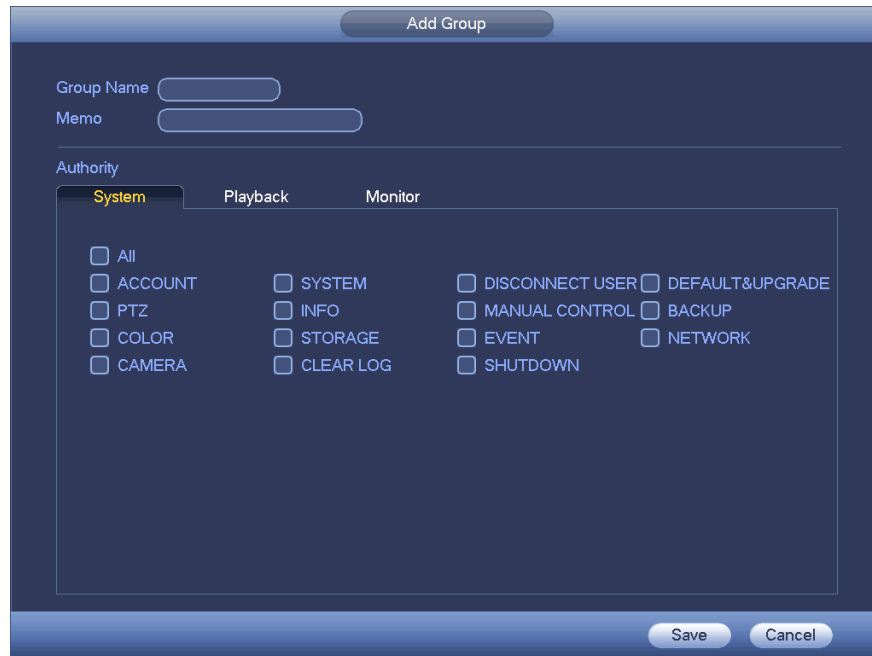 Add Group
Group Name
Memo
Authority
System Playback Monitor
All
ACCOUNT SYSTEM DISCONNECT USER DEFAULT&UPGRADE
PTZ INFO MANUAL CONTROL BACKUP
COLOR STORAGE EVENT NETWORK
CAMERA CLEAR LOG SHUTDOWN
Save Cancel